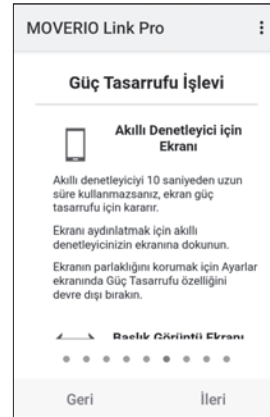 MOVERIO Link Pro
Güç Tasarrufu İşlevi
Akıllı Denetleyici için
Ekranı
Akıllı denetleyiciyi 10 saniyeden uzun
süre kullanmazsanız, ekran güç
tasarrufu için kararır.
Ekranı aydınlatmak için akıllı
denetleyicinizin ekranına dokunun.
Ekranın parlaklığını korumak için Ayarlar
ekranında Güç Tasarrufu özelliğini
devre dışı bırakın.
Başlık Görüntü Ekranı
Geri
İleri